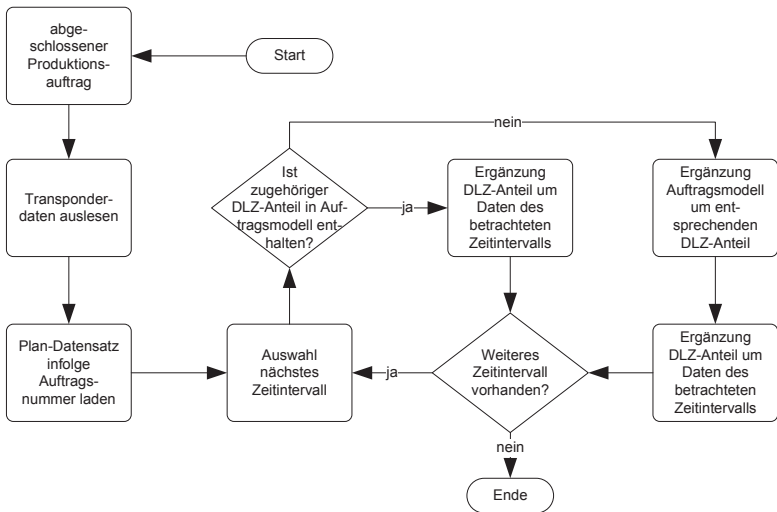 abge-
schlossener
Produktions-
auftrag
Start
nein
Ist
zugehöriger
DLZ-Anteil in Auf-
tragsmodell ent-
halten?
ja
Ergänzung
DLZ-Anteil um
Daten des
betrachteten
Zeitintervalls
Ergänzung
Auftragsmodell
um ent-
sprechenden
DLZ-Anteil
Transponder-
daten auslesen
Plan-Datensatz
infolge
Auftrags-
nummer laden
Auswahl
nächstes
Zeitintervall
ja
Weiteres
Zeitintervall
vorhanden?
Ergänzung
DLZ-Anteil um
Daten des
betrachteten
Zeitintervalls
nein
Ende